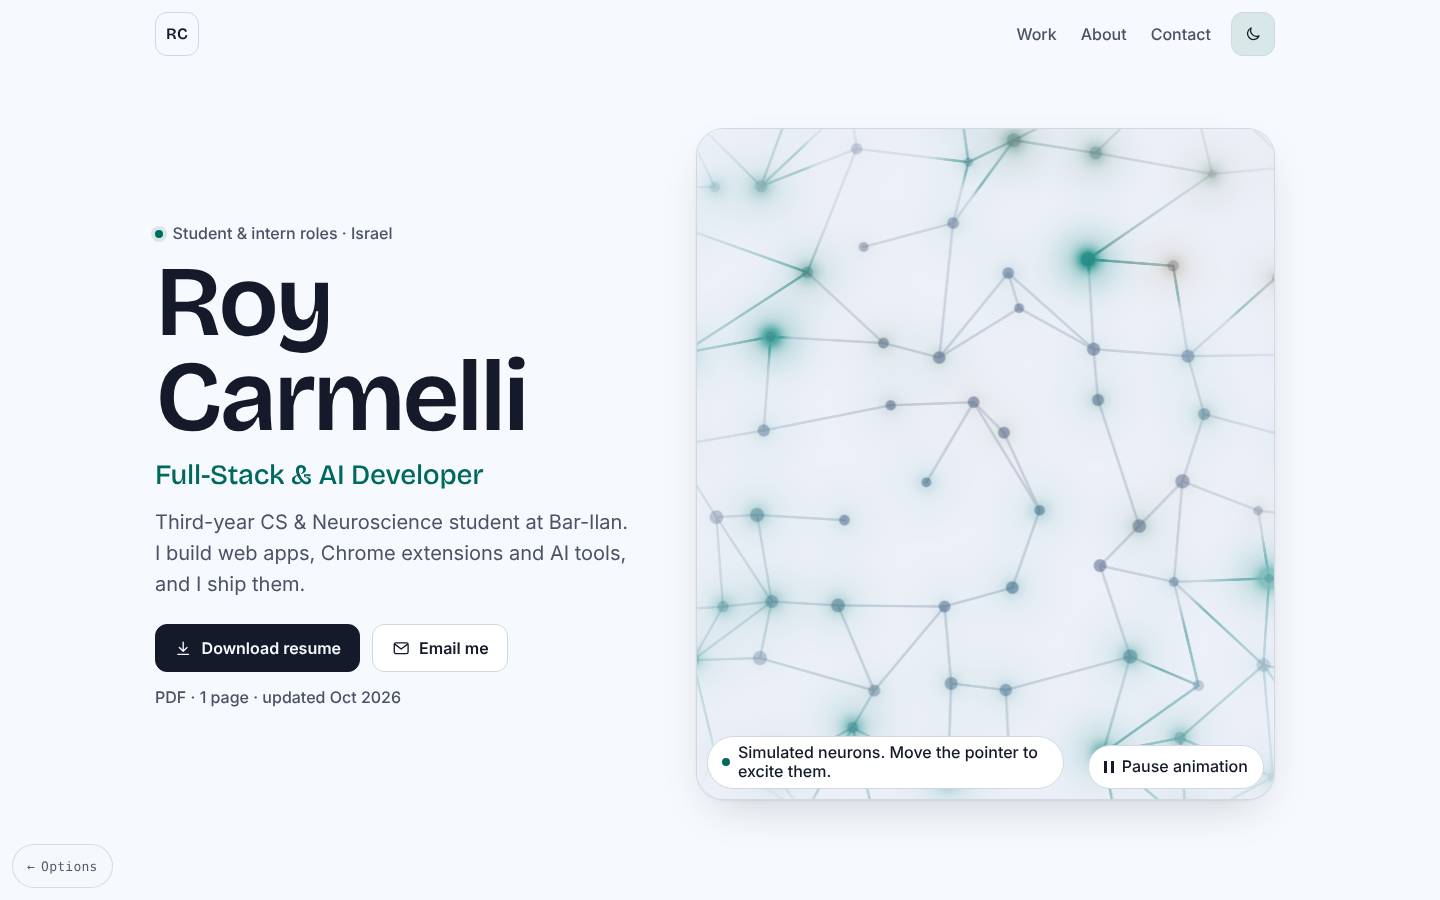 RC
Work
About
Contact
Student & intern roles · Israel
Roy
Carmelli
Full-Stack & AI Developer
Third-year CS & Neuroscience student at Bar-Ilan.
I build web apps, Chrome extensions and AI tools,
and I ship them.
Download resume
Email me
PDF · 1 page · updated Oct 2026
Simulated neurons. Move the pointer to
excite them.
Pause animation
← Options